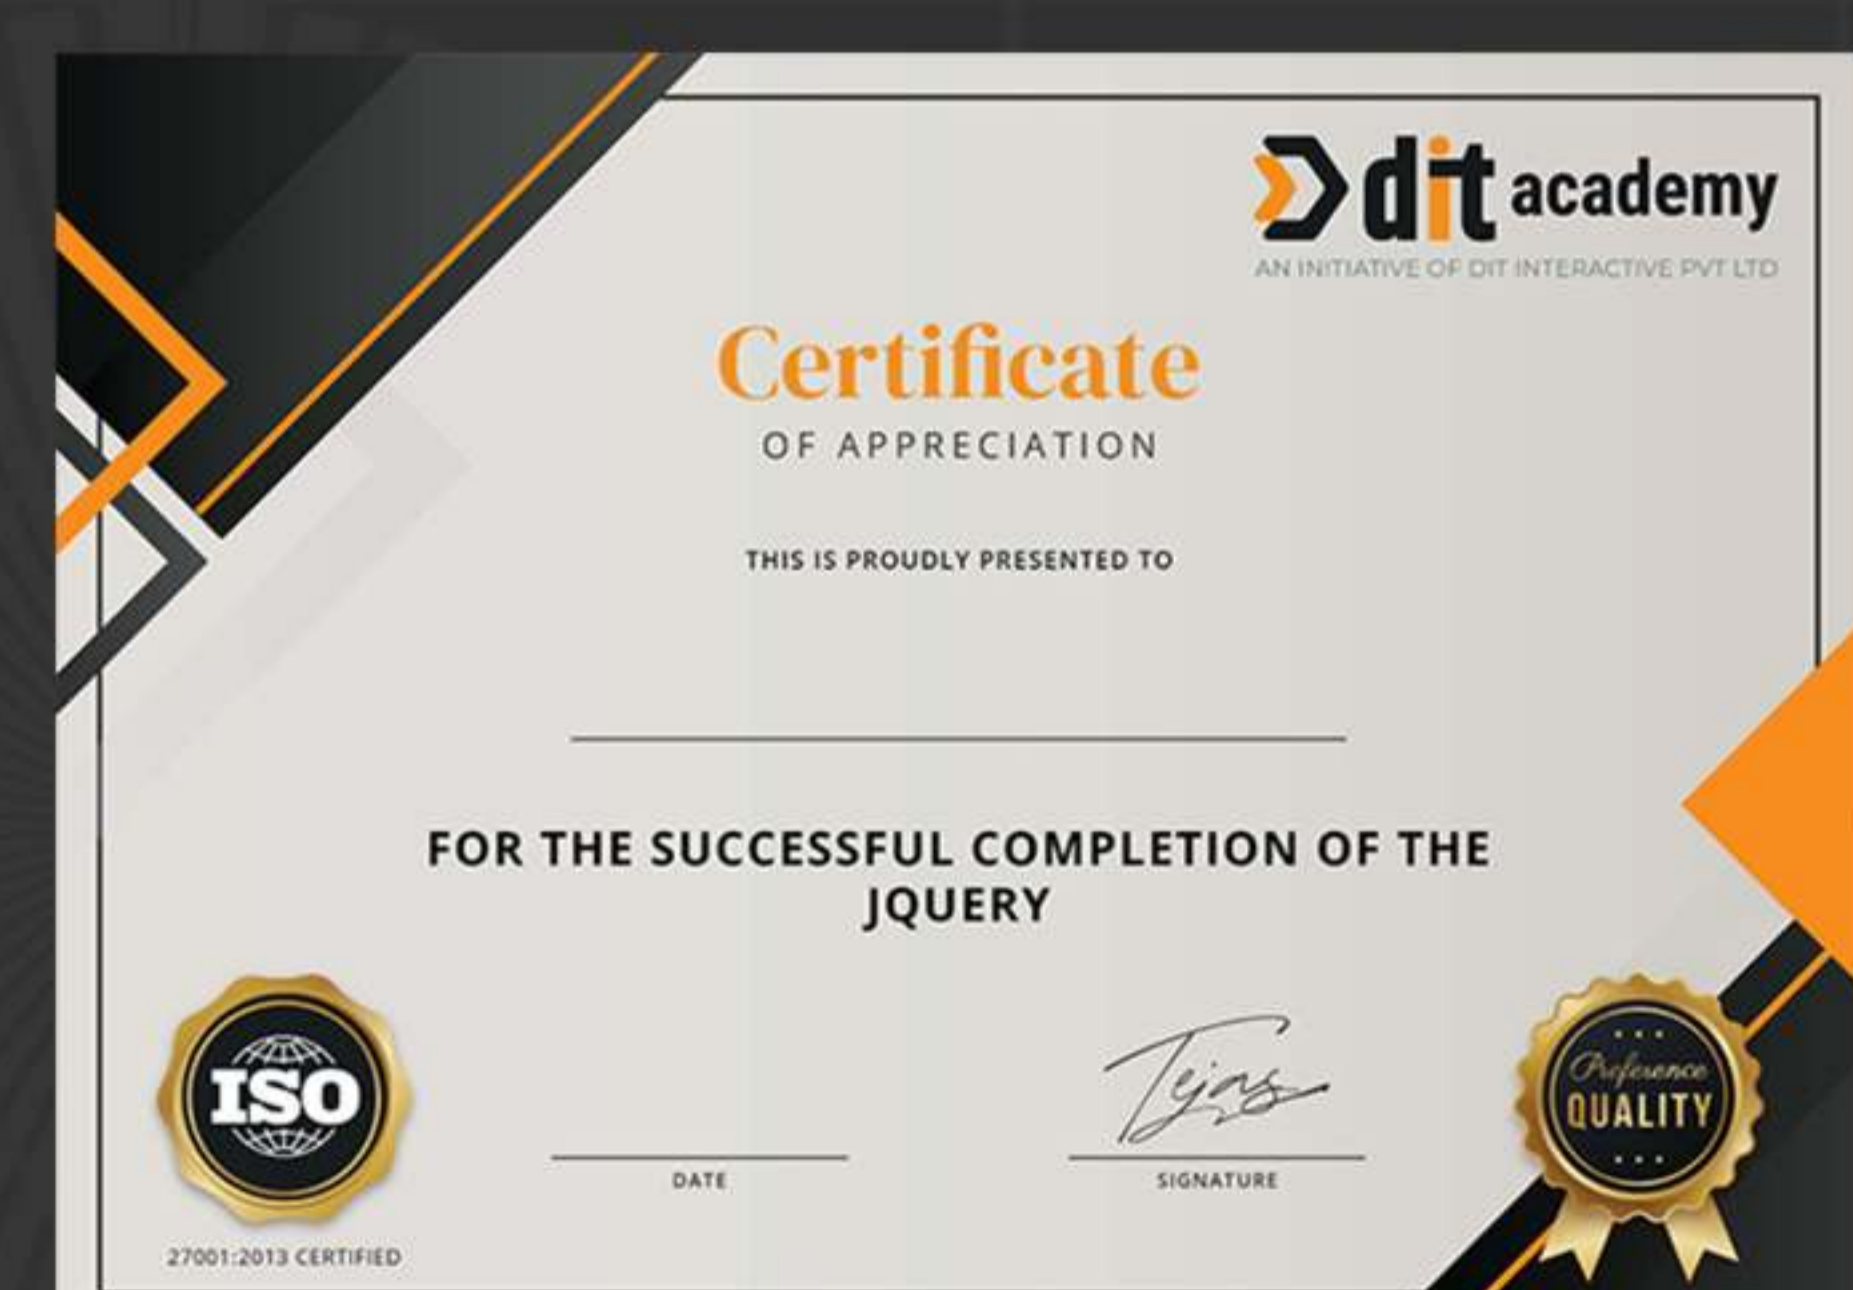 dit academy
AN INITIATIVE OF DIT INTERACTIVE PVT LTD
Certificate
OF APPRECIATION
THIS IS PROUDLY PRESENTED TO
FOR THE SUCCESSFUL COMPLETION OF THE
JQUERY
ISO
27001:2013 CERTIFIED
DATE
Tejas
SIGNATURE
Preference
QUALITY